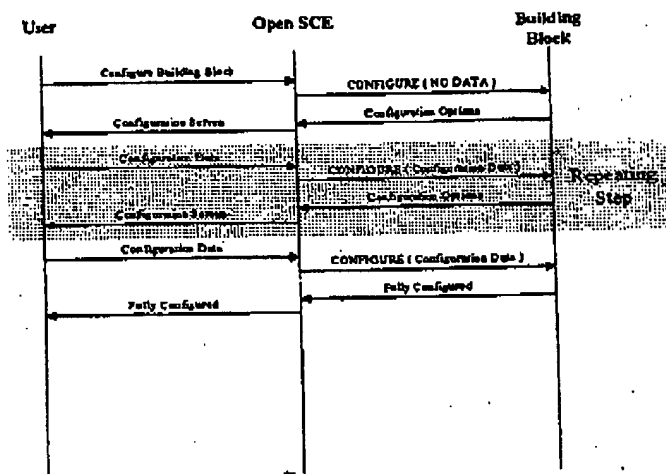 User
Open SCE
Building
Block
Configure Building Block
CONFIGURE ( NO DATA )
Configuration Options
Configuration Screen
Configuration Data
CONFIGURE ( Configuration Data )
Repeating
Step
Configuration Options
Configuration Screen
Configuration Data
CONFIGURE ( Configuration Data )
Fully Configured
Fully Configured